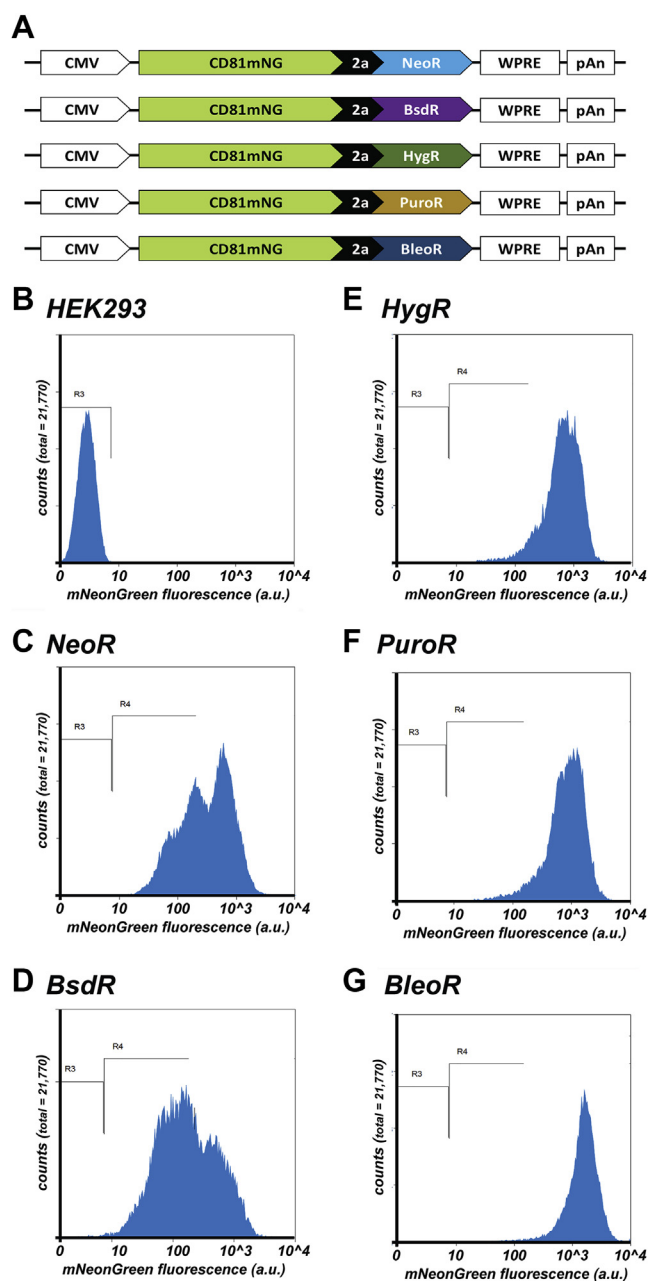 A
CMV CD81mNG 2a NeoR WPRE pAn
CMV CD81mNG 2a BsdR WPRE pAn
CMV CD81mNG 2a HygR WPRE pAn
CMV CD81mNG 2a PuroR WPRE pAn
CMV CD81mNG 2a BleoR WPRE pAn
B HEK293
R3
counts (total = 21,770)
0 10 100 10^3 10^4
mNeonGreen fluorescence (a.u.)
C NeoR
R4
R3
counts (total = 21,770)
0 10 100 10^3 10^4
mNeonGreen fluorescence (a.u.)
D BsdR
R4
R3
counts (total = 21,770)
0 10 100 10^3 10^4
mNeonGreen fluorescence (a.u.)
E HygR
R4
R3
counts (total = 21,770)
0 10 100 10^3 10^4
mNeonGreen fluorescence (a.u.)
F PuroR
R4
R3
counts (total = 21,770)
0 10 100 10^3 10^4
mNeonGreen fluorescence (a.u.)
G BleoR
R4
R3
counts (total = 21,770)
0 10 100 10^3 10^4
mNeonGreen fluorescence (a.u.)